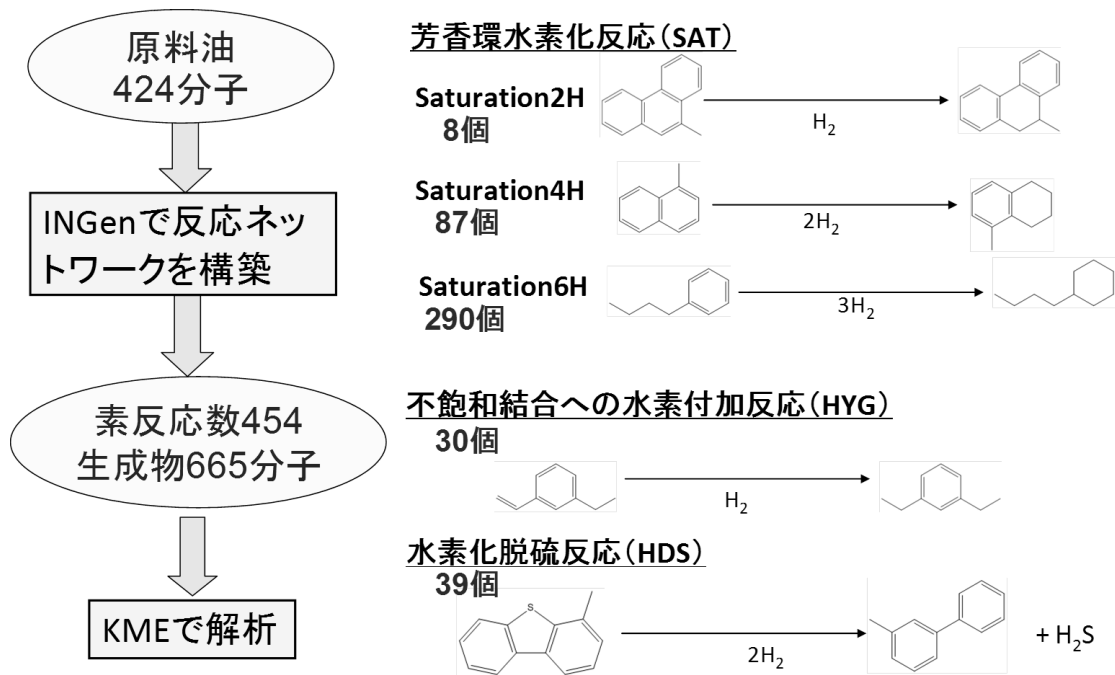 原料油
424分子
INGenで反応ネッ
トワークを構築
素反応数454
生成物665分子
KMEで解析
芳香環水素化反応(SAT)
Saturation2H
8個
H₂
Saturation4H
87個
2H₂
Saturation6H
290個
3H₂
不飽和結合への水素付加反応(HYG)
30個
H₂
水素化脱硫反応(HDS)
39個
S
2H₂
+ H₂S